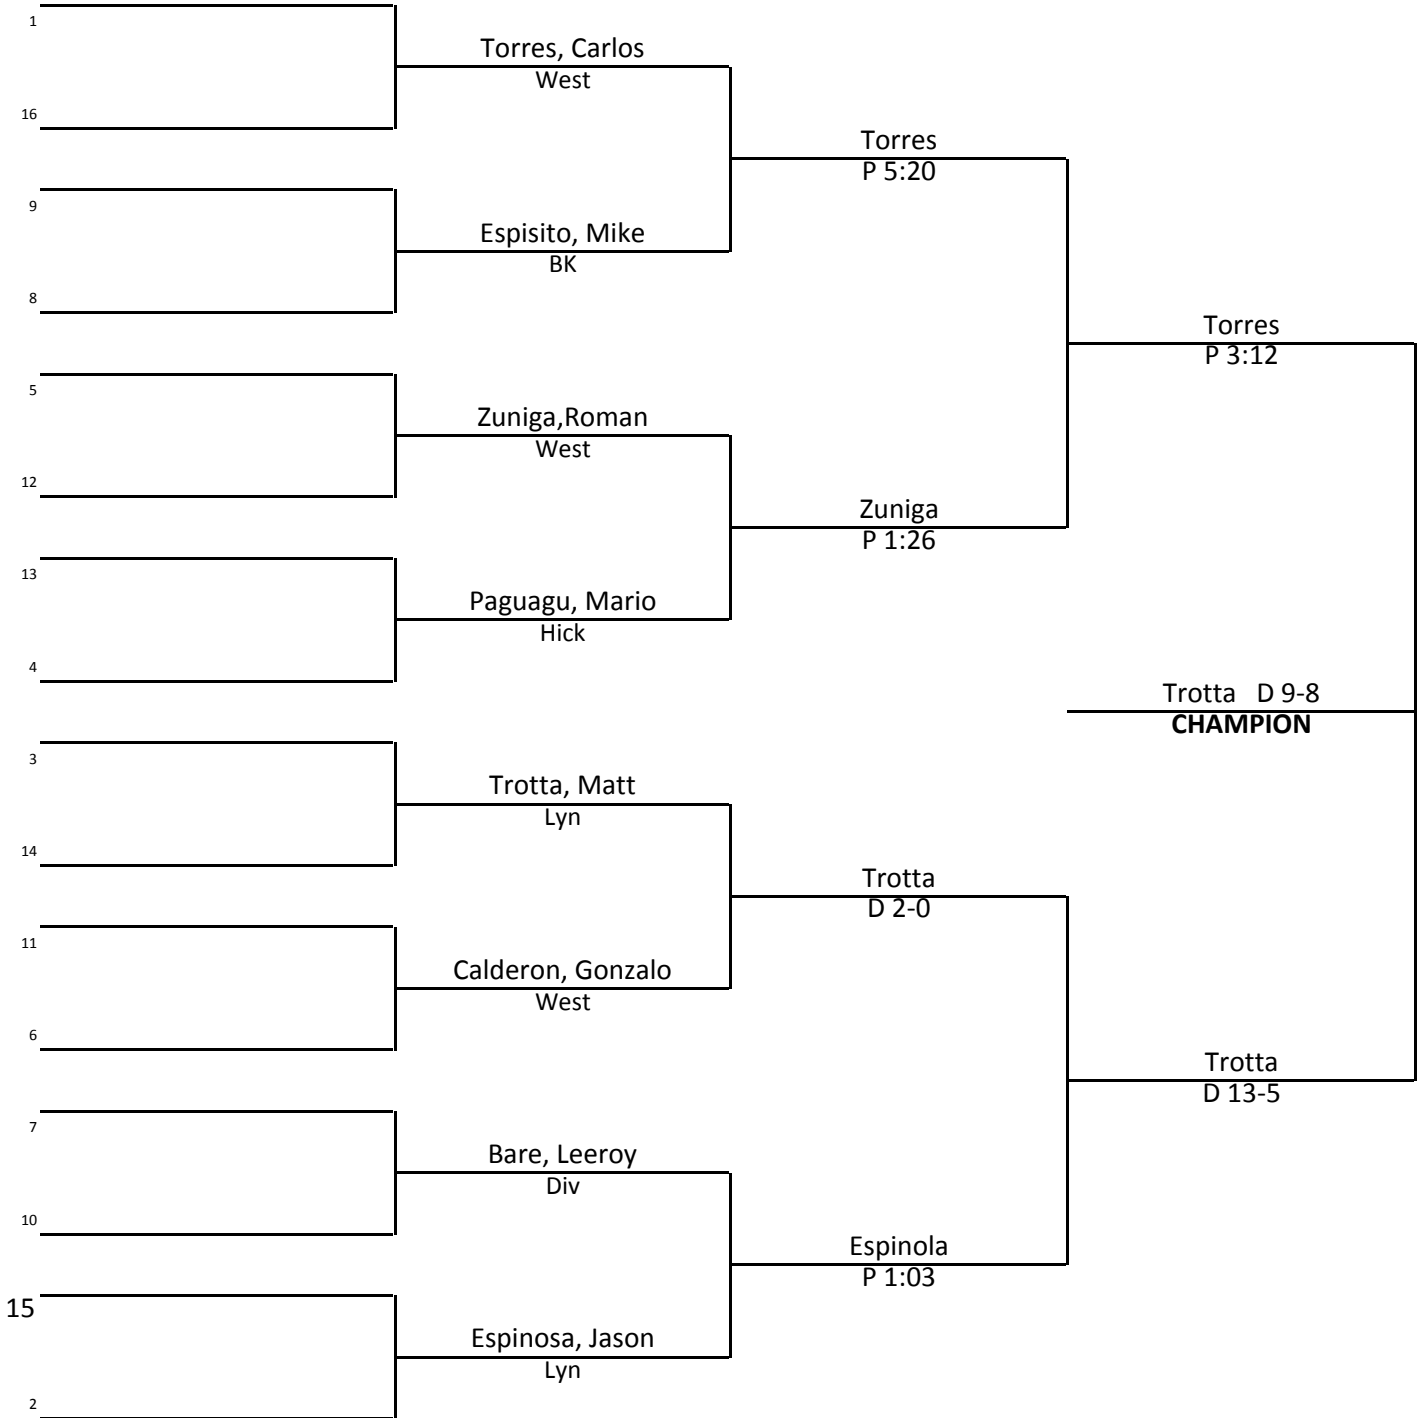 1
Torres, Carlos
West
16
Torres
P 5:20
9
Espisito, Mike
BK
8
Torres
P 3:12
5
Zuniga,Roman
West
12
Zuniga
P 1:26
13
Paguagu, Mario
Hick
4
Trotta D 9-8
CHAMPION
3
Trotta, Matt
Lyn
14
Trotta
D 2-0
11
Calderon, Gonzalo
West
6
Trotta
D 13-5
7
Bare, Leeroy
Div
10
Espinola
P 1:03
15
Espinosa, Jason
Lyn
2